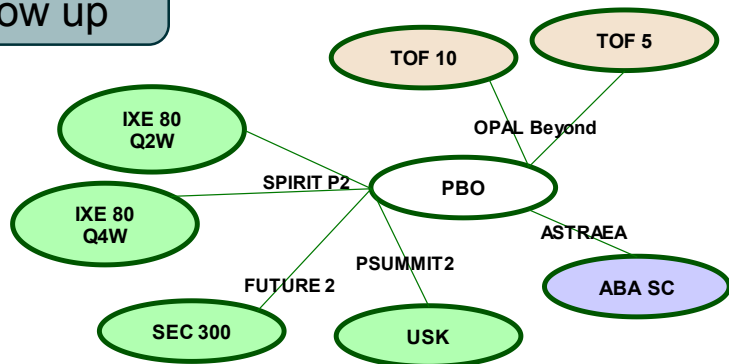 ow up
TOF 10
TOF 5
IXE 80
Q2W
OPAL Beyond
SPIRIT P2
PBO
IXE 80
Q4W
ASTRAEA
PSUMMIT2
FUTURE 2
ABA SC
SEC 300
USK